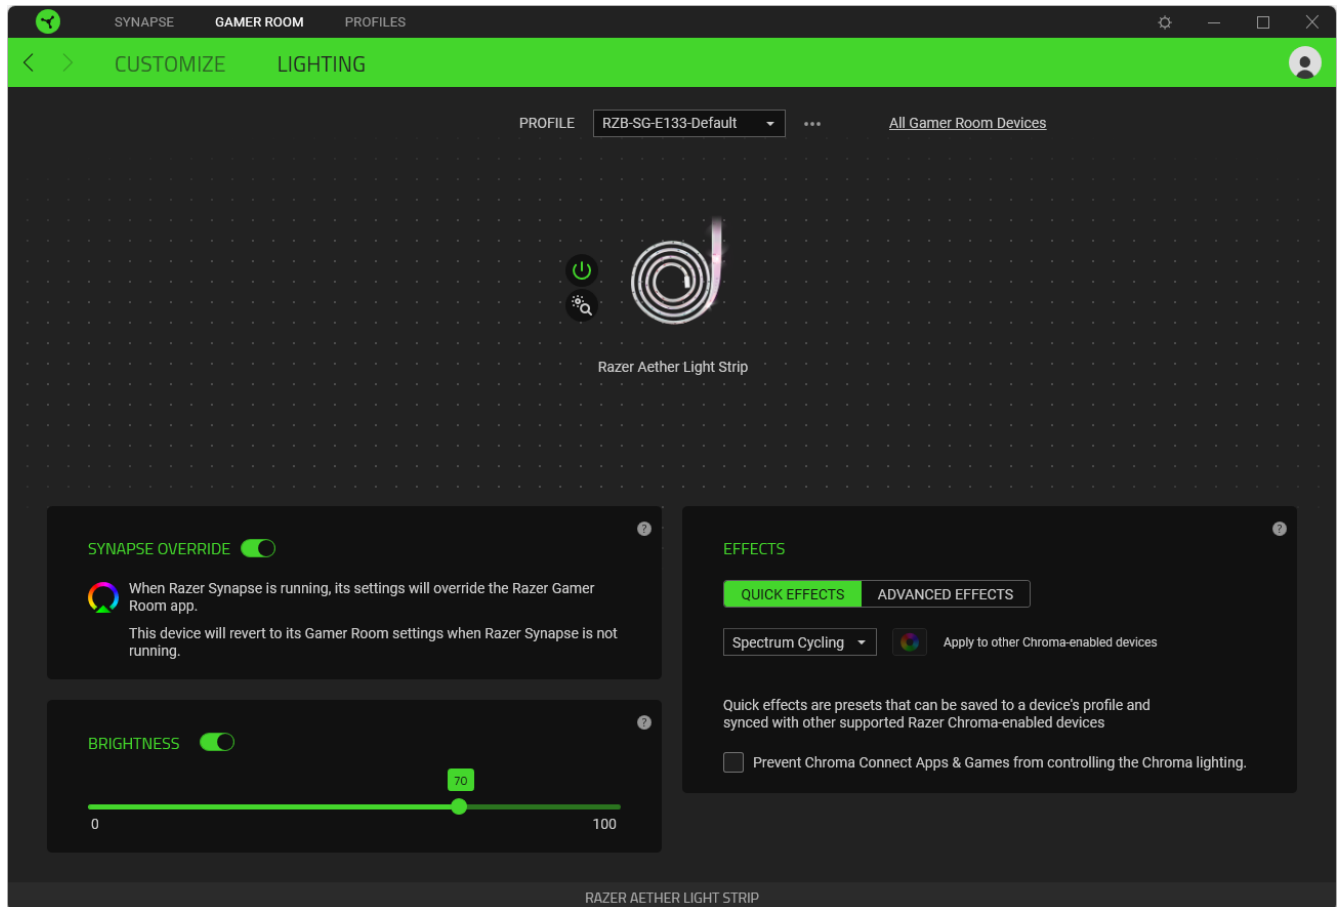 SYNAPSE GAMER ROOM PROFILES
CUSTOMIZE LIGHTING
PROFILE RZB-SG-E133-Default ••• All Gamer Room Devices
Razer Aether Light Strip
SYNAPSE OVERRIDE
?
When Razer Synapse is running, its settings will override the Razer Gamer
Room app.
This device will revert to its Gamer Room settings when Razer Synapse is not
running.
BRIGHTNESS
?
70
0 100
EFFECTS
?
QUICK EFFECTS ADVANCED EFFECTS
Spectrum Cycling Apply to other Chroma-enabled devices
Quick effects are presets that can be saved to a device's profile and
synced with other supported Razer Chroma-enabled devices
Prevent Chroma Connect Apps & Games from controlling the Chroma lighting.
RAZER AETHER LIGHT STRIP